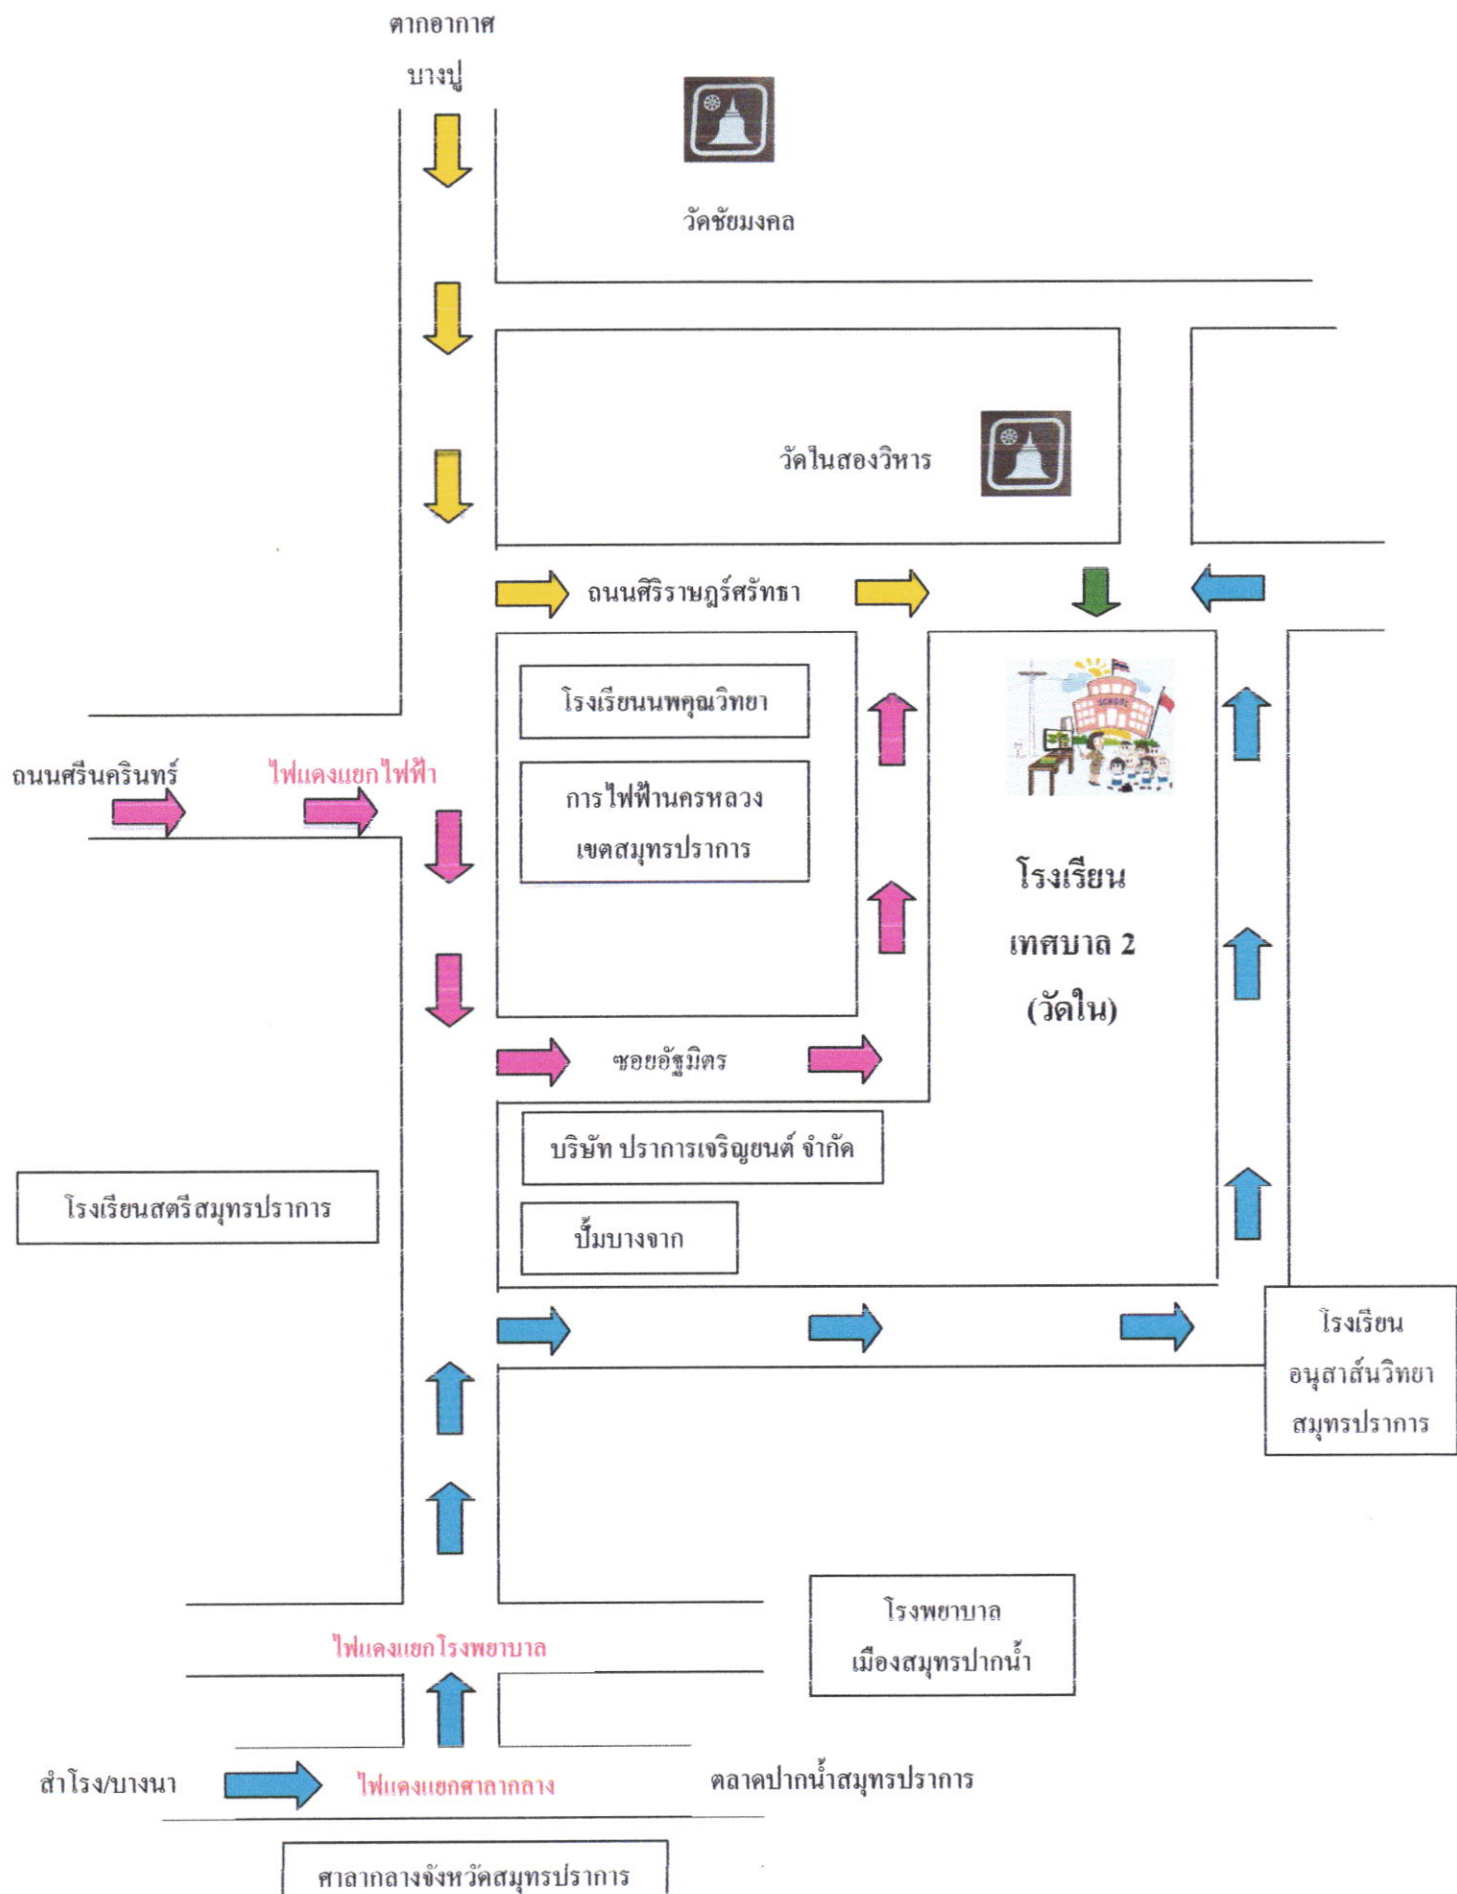 ตากอากาศ
บางปู
วัดชัยมงคล
วัดในสองวิหาร
ถนนศิริราษฎร์ศรัทธา
โรงเรียนนพคุณวิทยา
SCHOOL
ถนนศรีนครินทร์
ไฟแดงแยกไฟฟ้า
การไฟฟ้านครหลวง
เขตสมุทรปราการ
โรงเรียน
เทศบาล 2
(วัดใน)
ซอยอัฐมิตร
บริษัท ปราการเจริญยนต์ จำกัด
โรงเรียนสตรีสมุทรปราการ
ปั๊มบางจาก
โรงเรียน
อนุสาส์นวิทยา
สมุทรปราการ
โรงพยาบาล
เมืองสมุทรปากน้ำ
ไฟแดงแยกโรงพยาบาล
สำโรง/บางนา
ไฟแดงแยกศาลากลาง
ตลาดปากน้ำสมุทรปราการ
ศาลากลางจังหวัดสมุทรปราการ